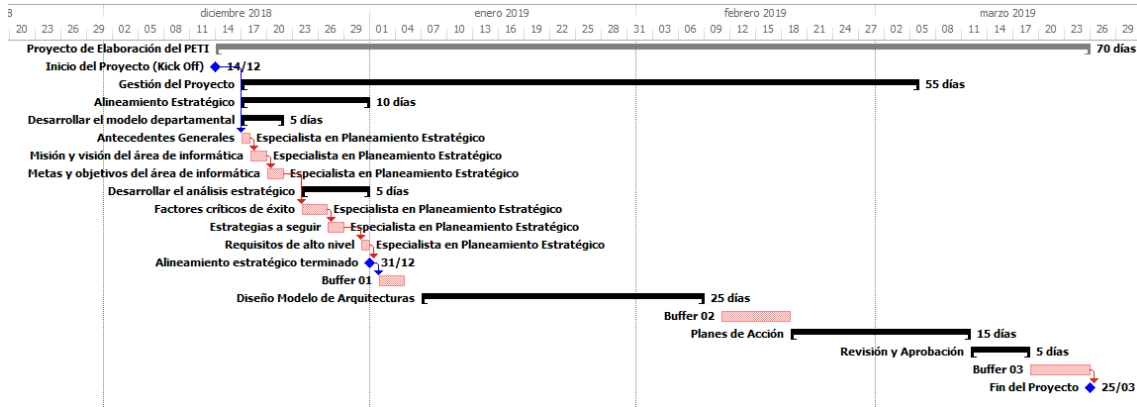 8 diciembre 2018 enero 2019 febrero 2019 marzo 2019
20 23 26 29 02 05 08 11 14 17 20 23 26 29 01 04 07 10 13 16 19 22 25 28 31 03 06 09 12 15 18 21 24 27 02 05 08 11 14 17 20 23 26 29
Proyecto de Elaboración del PETI 70 días
Inicio del Proyecto (Kick Off) 14/12
Gestión del Proyecto 55 días
Alineamiento Estratégico 10 días
Desarrollar el modelo departamental 5 días
Antecedentes Generales Especialista en Planeamiento Estratégico
Misión y visión del área de informática Especialista en Planeamiento Estratégico
Metas y objetivos del área de informática Especialista en Planeamiento Estratégico
Desarrollar el análisis estratégico 5 días
Factores críticos de éxito Especialista en Planeamiento Estratégico
Estrategias a seguir Especialista en Planeamiento Estratégico
Requisitos de alto nivel Especialista en Planeamiento Estratégico
Alineamiento estratégico terminado 31/12
Buffer 01
Diseño Modelo de Arquitecturas 25 días
Buffer 02
Planes de Acción 15 días
Revisión y Aprobación 5 días
Buffer 03
Fin del Proyecto 25/03